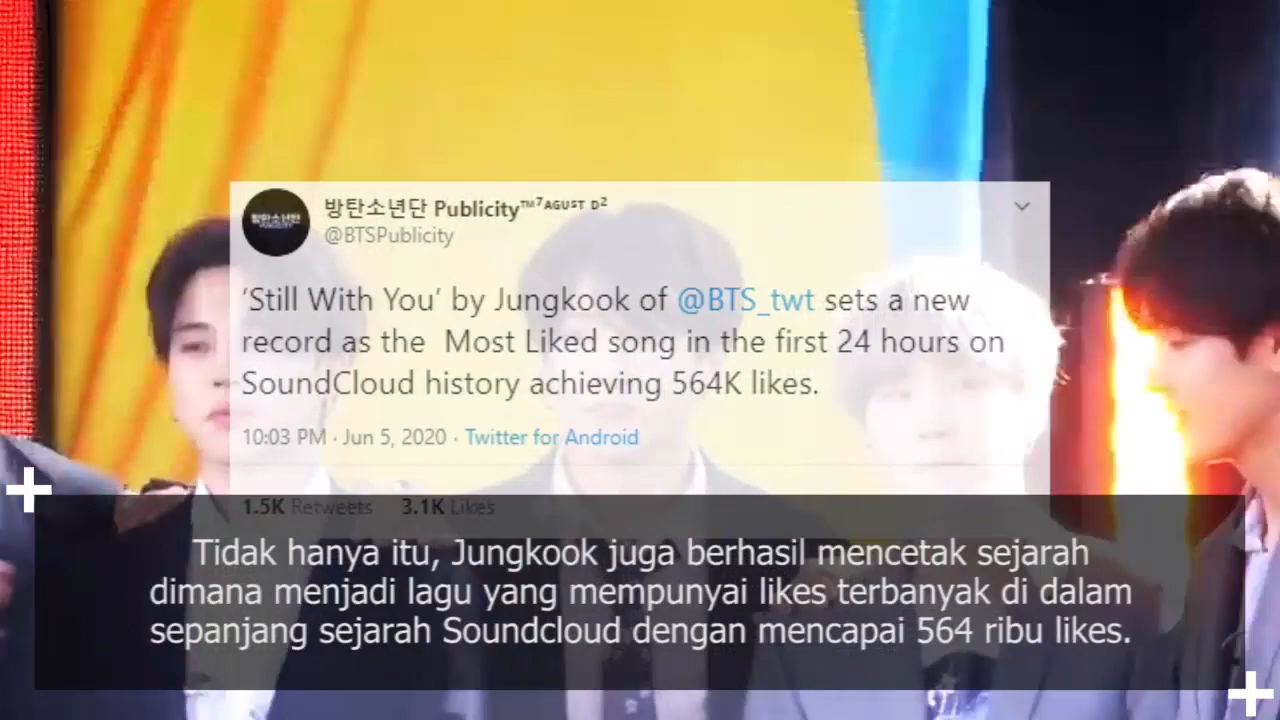 방탄소년단 Publicity™⁷ᴬᴳᵁˢᵀ ᴰ²
@BTSPublicity
‘Still With You’ by Jungkook of @BTS_twt sets a new
record as the Most Liked song in the first 24 hours on
SoundCloud history achieving 564K likes.
10:03 PM · Jun 5, 2020 · Twitter for Android
1.5K Retweets 3.1K Likes
Tidak hanya itu, Jungkook juga berhasil mencetak sejarah
dimana menjadi lagu yang mempunyai likes terbanyak di dalam
sepanjang sejarah Soundcloud dengan mencapai 564 ribu likes.